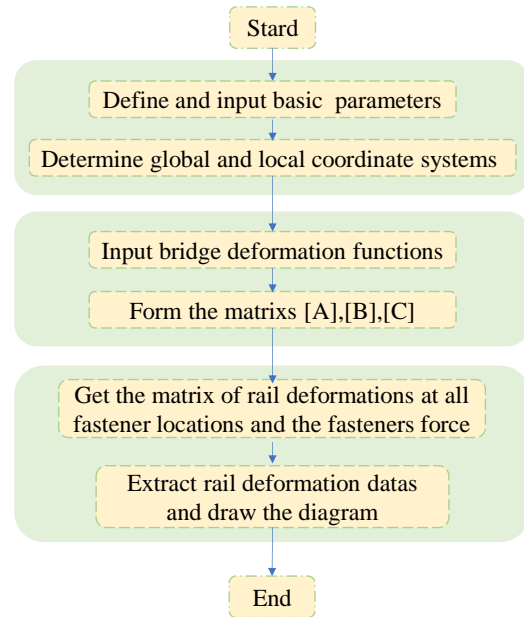 Stard
Define and input basic parameters
Determine global and local coordinate systems
Input bridge deformation functions
Form the matrixs [A],[B],[C]
Get the matrix of rail deformations at all
fastener locations and the fasteners force
Extract rail deformation datas
and draw the diagram
End